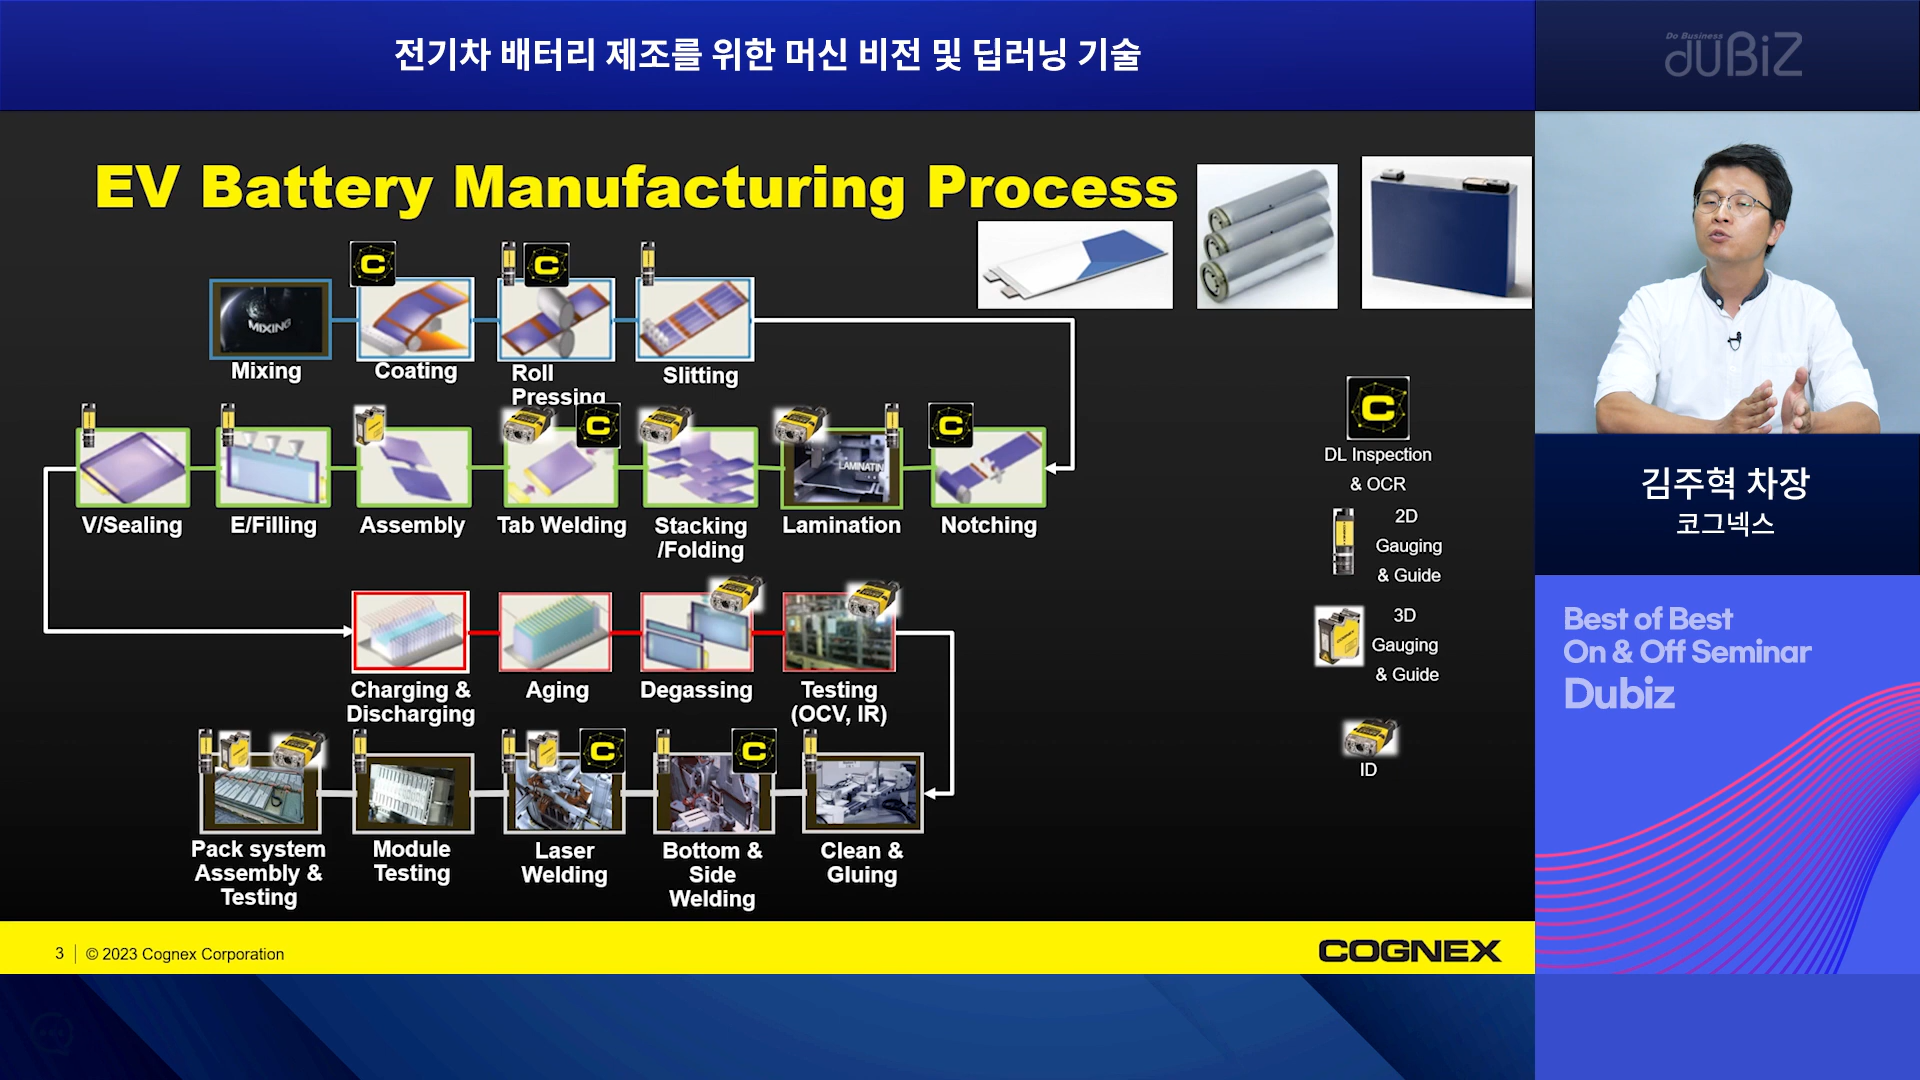 전기차 배터리 제조를 위한 머신 비전 및 딥러닝 기술
Do Business
duBiZ
EV Battery Manufacturing Process
MIXING
Mixing
Coating
Roll
Pressing
Slitting
LAMINATIN
V/Sealing
E/Filling
Assembly
Tab Welding
Stacking
/Folding
Lamination
Notching
Charging &
Discharging
Aging
Degassing
Testing
(OCV, IR)
Pack system
Assembly &
Testing
Module
Testing
Laser
Welding
Bottom &
Side
Welding
Clean &
Gluing
DL Inspection
& OCR
2D
Gauging
& Guide
3D
Gauging
& Guide
ID
3 © 2023 Cognex Corporation
COGNEX
김주혁 차장
코그넥스
Best of Best
On & Off Seminar
Dubiz